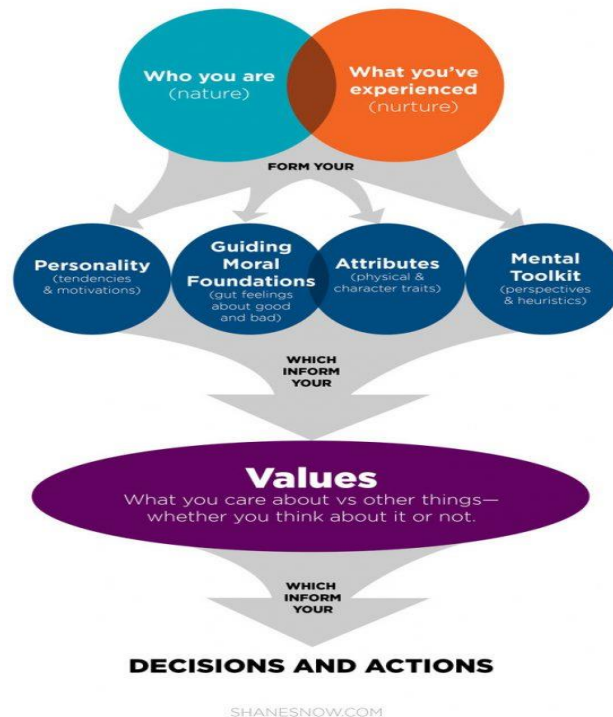 Who you are
(nature)
What you've
experienced
(nurture)
FORM YOUR
Personality
(tendencies
& motivations)
Guiding
Moral
Foundations
(gut feelings
about good
and bad)
Attributes
(physical &
character traits)
Mental
Toolkit
(perspectives
& heuristics)
WHICH
INFORM
YOUR
Values
What you care about vs other things—
whether you think about it or not.
WHICH
INFORM
YOUR
DECISIONS AND ACTIONS
SHANESNOW.COM